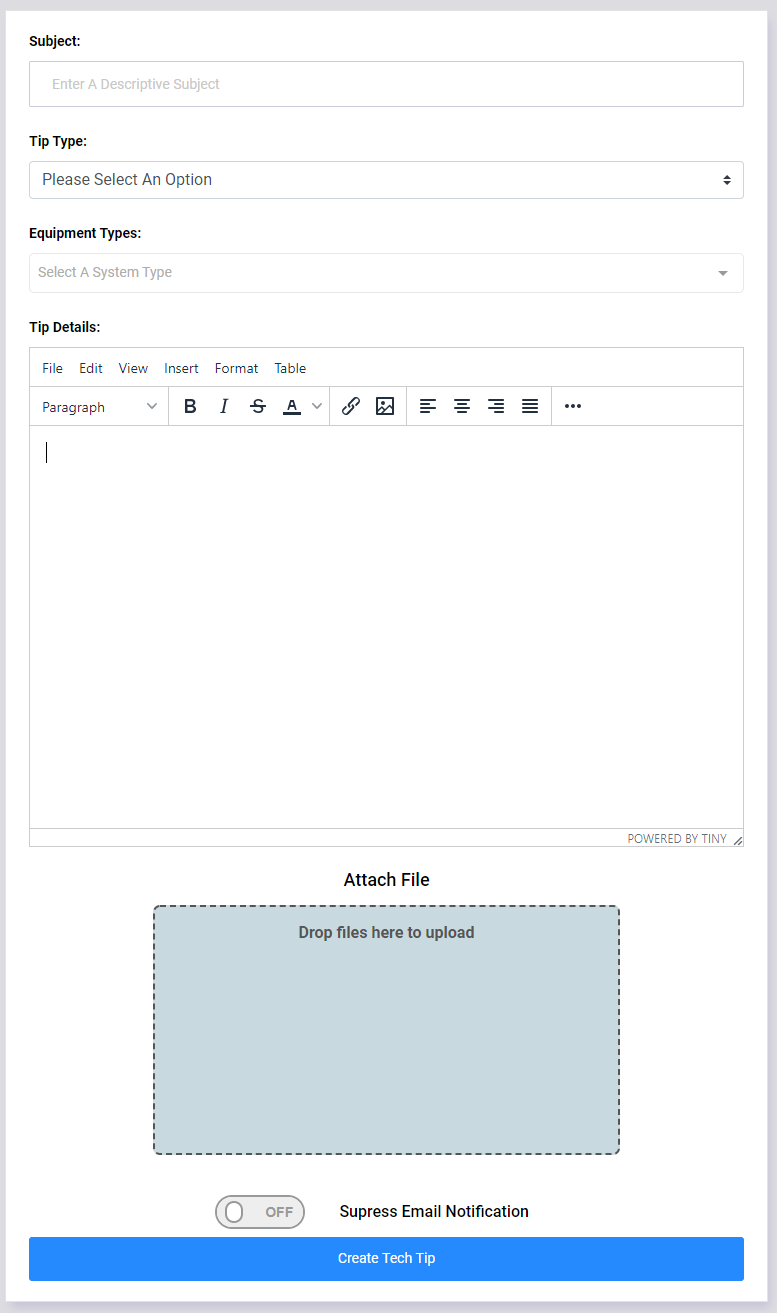 Subject:
Enter A Descriptive Subject
Tip Type:
Please Select An Option
Equipment Types:
Select A System Type
Tip Details:
File Edit View Insert Format Table
Paragraph B I S A
POWERED BY TINY
Attach File
Drop files here to upload
OFF Supress Email Notification
Create Tech Tip